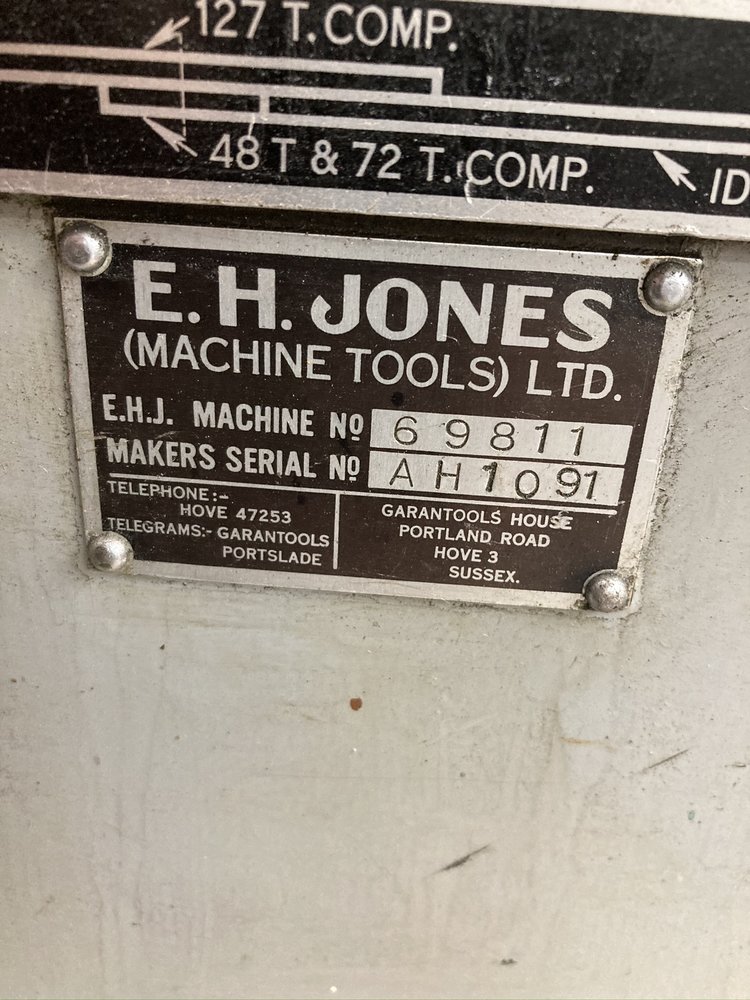 127 T. COMP.
48 T & 72 T. COMP.
ID
E. H. JONES
(MACHINE TOOLS) LTD.
E.H.J. MACHINE Nº 69811
MAKERS SERIAL Nº AH1091
TELEPHONE:-
HOVE 47253
TELEGRAMS:- GARANTOOLS
PORTSLADE
GARANTOOLS HOUSE
PORTLAND ROAD
HOVE 3
SUSSEX.